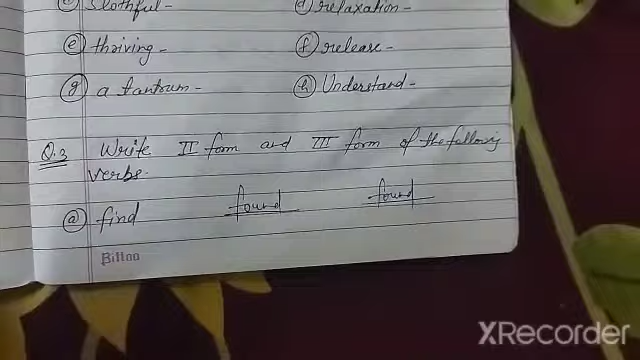 (c) Slothful- (d) relaxation-
(e) thriving- (f) release-
(g) a tantrum- (h) Understand-
Q.3 Write II form and III form of the following
verbs-
(a) find found found
Billoo
XRecorder